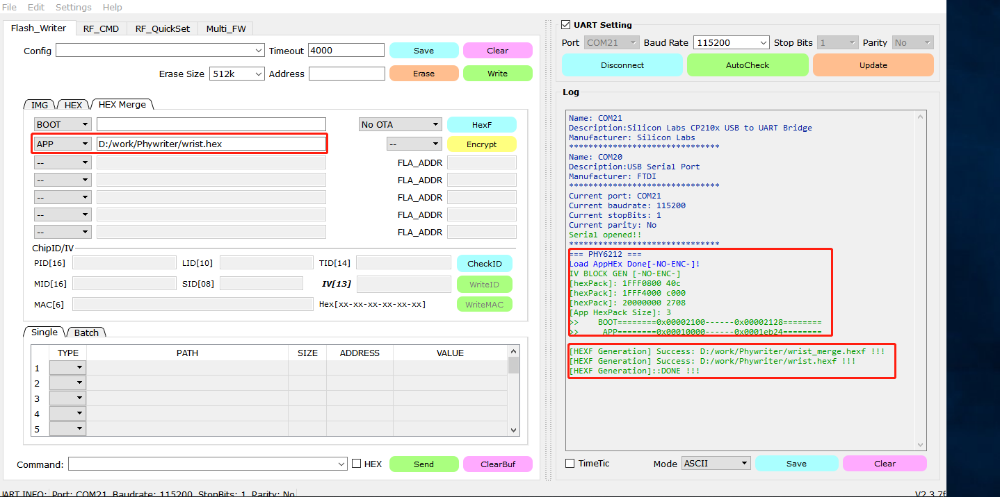 File Edit Settings Help
Flash_Writer RF_CMD RF_QuickSet Multi_FW
Config Timeout 4000 Save Clear
Erase Size 512k Address Erase Write
IMG HEX HEX Merge
BOOT No OTA HexF
APP D:/work/Phywriter/wrist.hex -- Encrypt
-- FLA_ADDR
-- FLA_ADDR
-- FLA_ADDR
-- FLA_ADDR
-- FLA_ADDR
ChipID/IV
PID[16] LID[10] TID[14] CheckID
MID[16] SID[08] IV[13] WriteID
MAC[6] Hex[xx-xx-xx-xx-xx-xx] WriteMAC
Single Batch
TYPE PATH SIZE ADDRESS VALUE
1
2
3
4
5
Command: HEX Send ClearBuf
UART Setting
Port COM21 Baud Rate 115200 Stop Bits 1 Parity No
Disconnect AutoCheck Update
Log
Name: COM21
Description:Silicon Labs CP210x USB to UART Bridge
Manufacturer: Silicon Labs
*******************************
Name: COM20
Description:USB Serial Port
Manufacturer: FTDI
*******************************
Current port: COM21
Current baudrate: 115200
Current stopBits: 1
Current parity: No
Serial opened!!
*******************************
=== PHY6212 ===
Load AppHEx Done[-NO-ENC-]!
IV BLOCK GEN [-NO-ENC-]
[hexPack]: 1FFF0800 40c
[hexPack]: 1FFF4000 c000
[hexPack]: 20000000 2708
[App HexPack Size]: 3
>> BOOT========0x00002100------0x00002128========
>> APP========0x00010000------0x0001eb24========
[HEXF Generation] Success: D:/work/Phywriter/wrist_merge.hexf !!!
[HEXF Generation] Success: D:/work/Phywriter/wrist.hexf !!!
[HEXF Generation]::DONE !!!
TimeTic Mode ASCII Save Clear
UART INFO: Port: COM21 Baudrate: 115200 StopBits: 1 Parity: No V2.3.7f